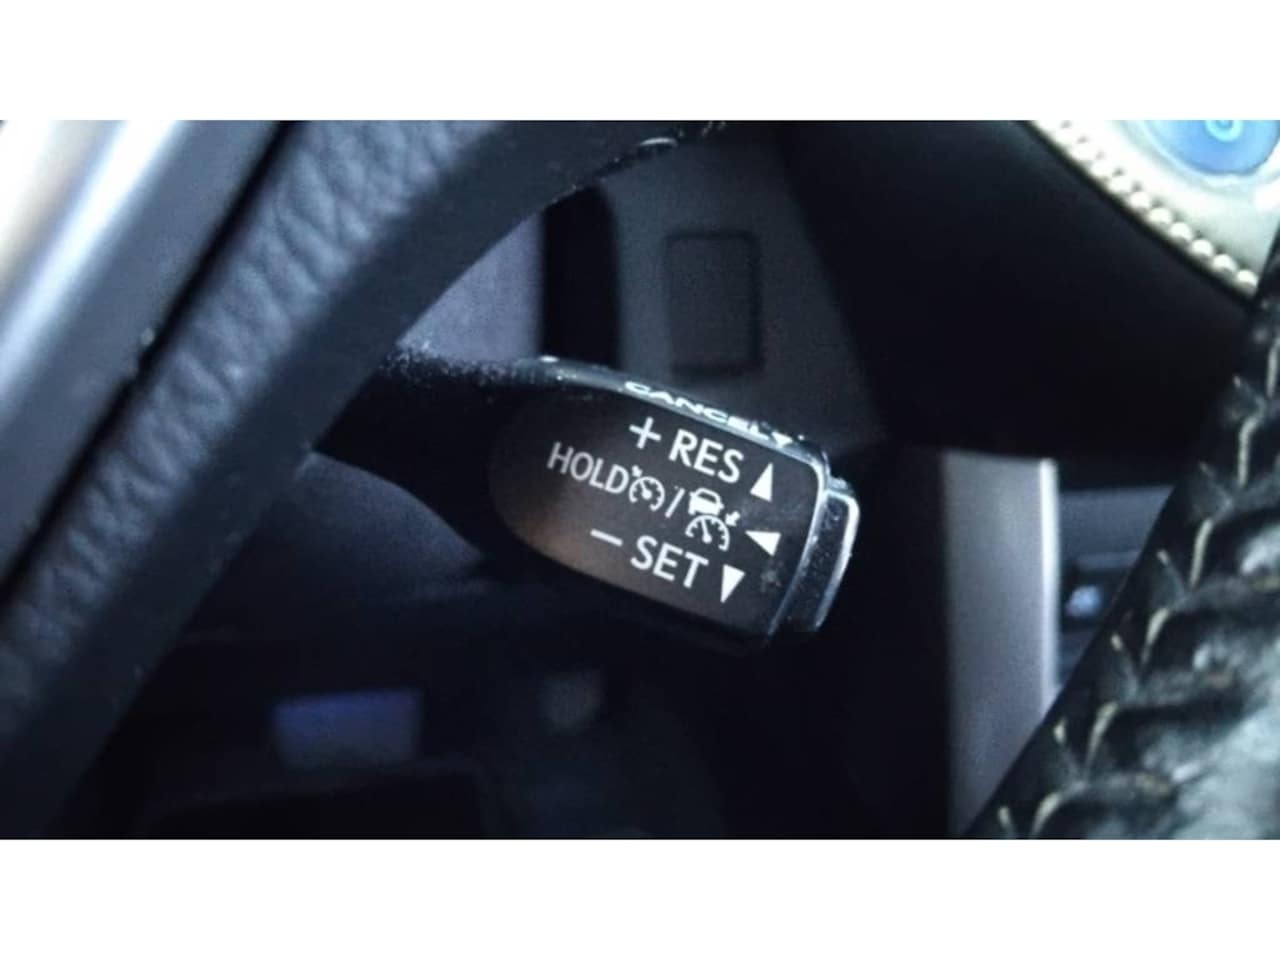 CANCEL
+ RES
HOLD /
− SET